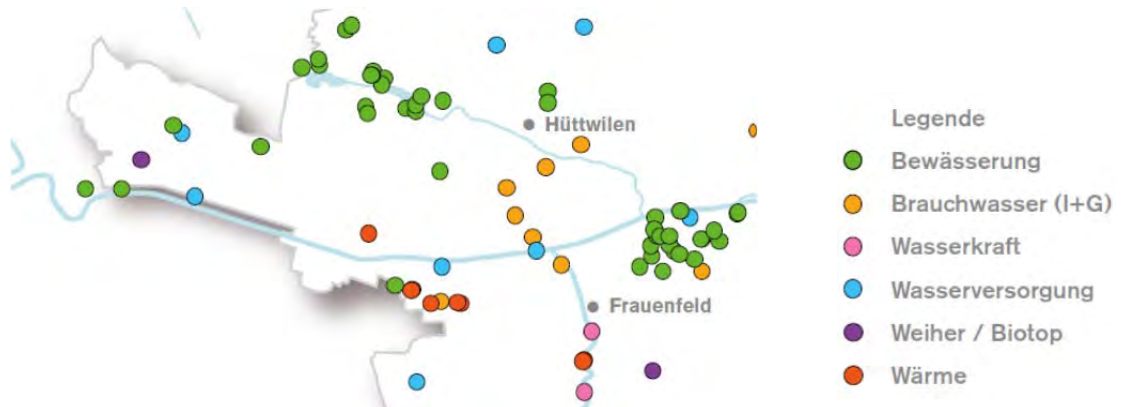 Hüttwilen
Frauenfeld
Legende
Bewässerung
Brauchwasser (I+G)
Wasserkraft
Wasserversorgung
Weiher / Biotop
Wärme